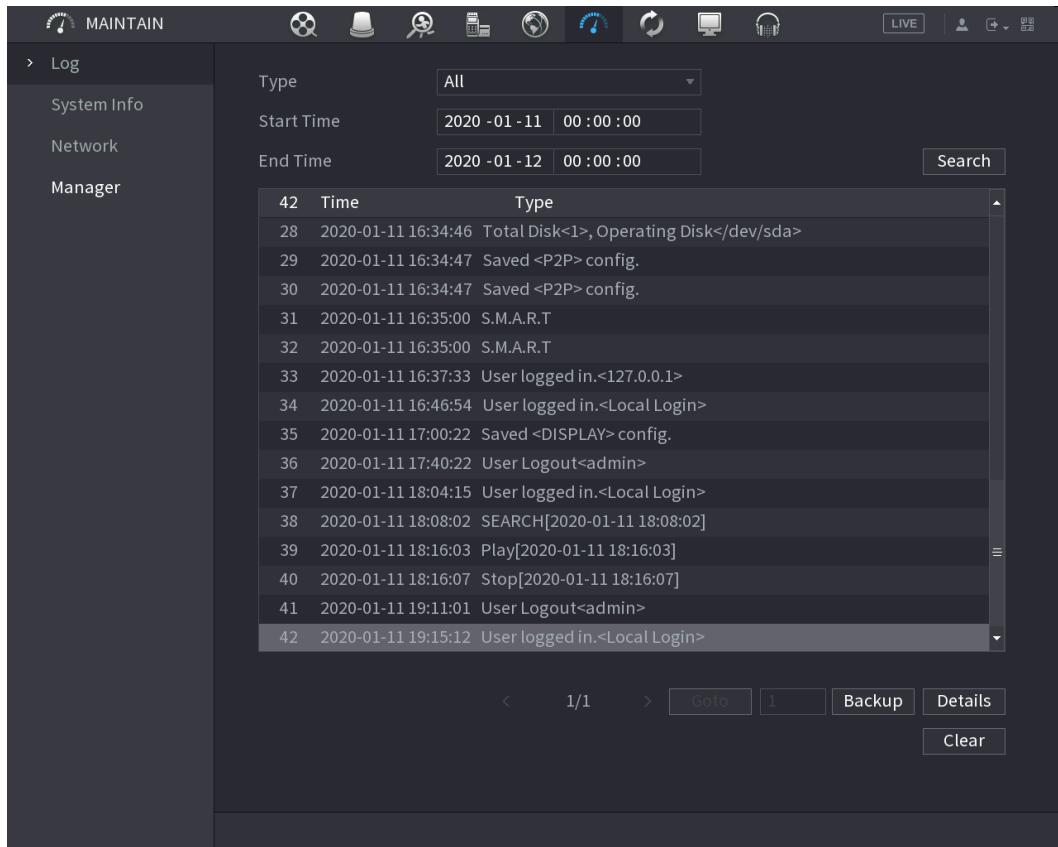 MAINTAIN LIVE
Log
System Info
Network
Manager
Type All
Start Time 2020 -01 -11 00 : 00 : 00
End Time 2020 -01 -12 00 : 00 : 00 Search
42 Time Type
28 2020-01-11 16:34:46 Total Disk<1>, Operating Disk</dev/sda>
29 2020-01-11 16:34:47 Saved <P2P> config.
30 2020-01-11 16:34:47 Saved <P2P> config.
31 2020-01-11 16:35:00 S.M.A.R.T
32 2020-01-11 16:35:00 S.M.A.R.T
33 2020-01-11 16:37:33 User logged in.<127.0.0.1>
34 2020-01-11 16:46:54 User logged in.<Local Login>
35 2020-01-11 17:00:22 Saved <DISPLAY> config.
36 2020-01-11 17:40:22 User Logout<admin>
37 2020-01-11 18:04:15 User logged in.<Local Login>
38 2020-01-11 18:08:02 SEARCH[2020-01-11 18:08:02]
39 2020-01-11 18:16:03 Play[2020-01-11 18:16:03]
40 2020-01-11 18:16:07 Stop[2020-01-11 18:16:07]
41 2020-01-11 19:11:01 User Logout<admin>
42 2020-01-11 19:15:12 User logged in.<Local Login>
< 1/1 > Goto 1 Backup Details
Clear